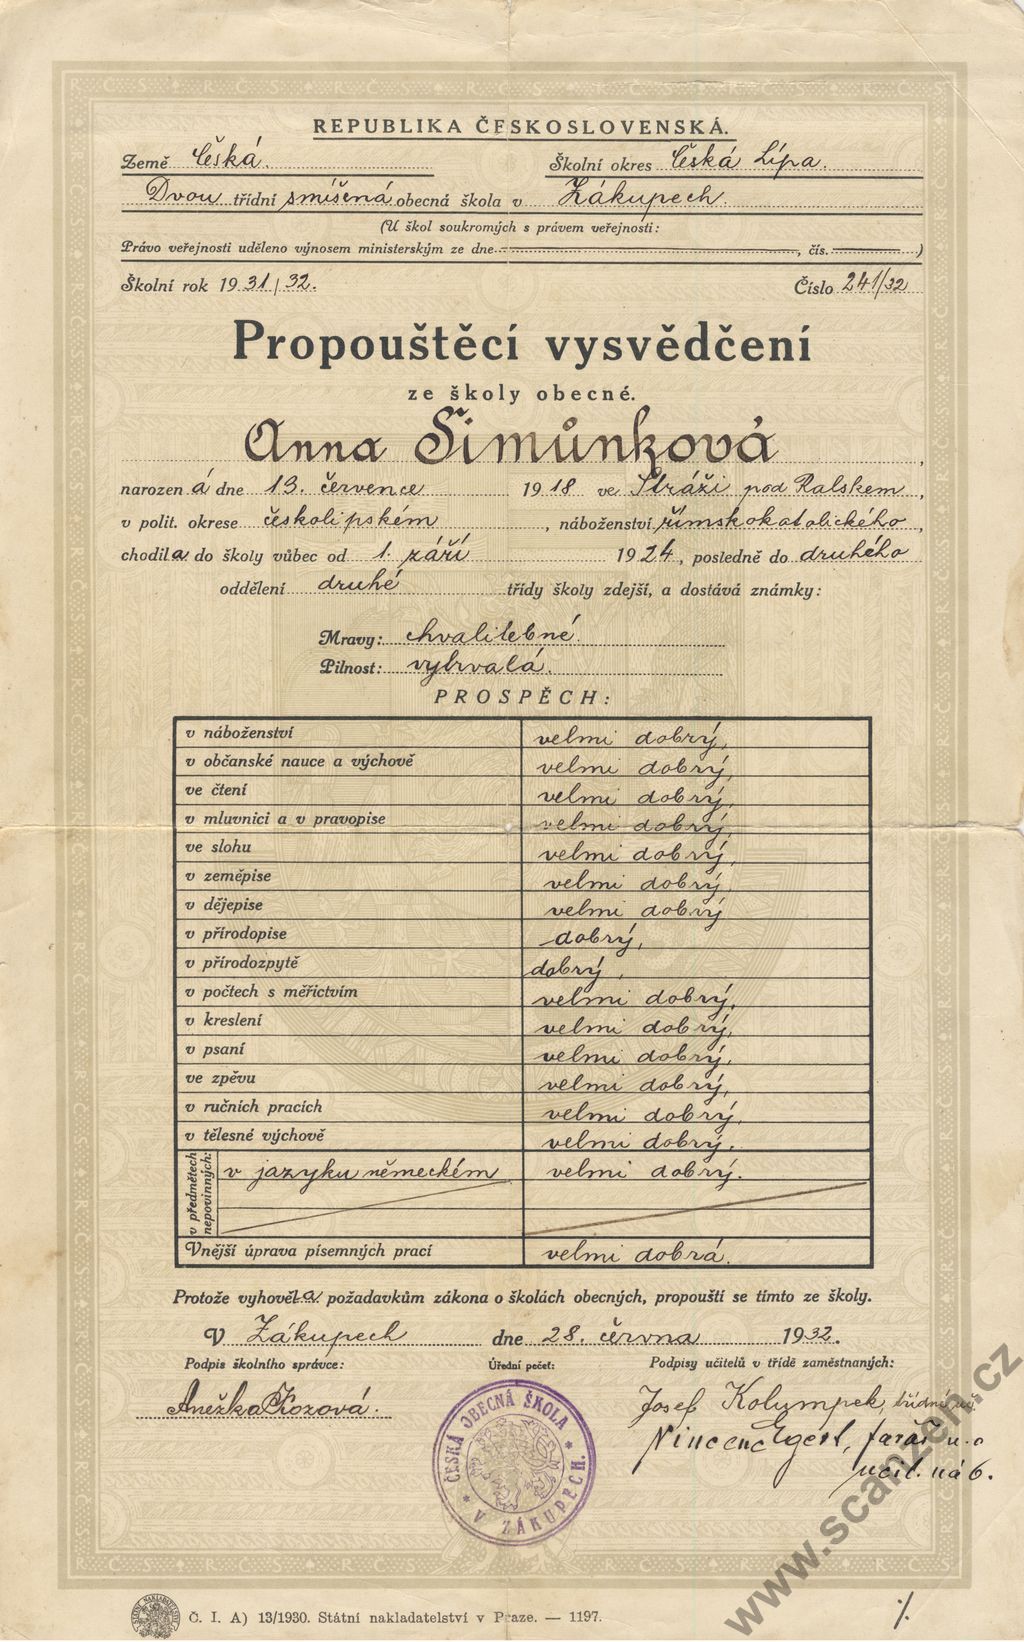 REPUBLIKA ČESKOSLOVENSKÁ.
Země Česká. Školní okres Česká Lípa.
Dvou třídní smíšená obecná škola v Zákupech.
(U škol soukromých s právem veřejnosti:
Právo veřejnosti uděleno výnosem ministerským ze dne , čís. )
Školní rok 1931/32. Číslo 241/32
Propouštěcí vysvědčení
ze školy obecné.
Anna Šimůnková,
narozená dne 13. července 1918 ve Stráži pod Ralskem,
v polit. okrese českolipském, náboženství římskokatolického,
chodila do školy vůbec od 1. září 1924, posledně do druhého
oddělení druhé třídy školy zdejší, a dostává známky:
Mravy: chvalitebné.
Pilnost: vytrvalá.
PROSPĚCH:
v náboženství velmi dobrý,
v občanské nauce a výchově velmi dobrý,
ve čtení velmi dobrý,
v mluvnici a v pravopise velmi dobrý,
ve slohu velmi dobrý,
v zeměpise velmi dobrý,
v dějepise velmi dobrý
v přírodopise dobrý,
v přírodozpytě dobrý,
v počtech s měřictvím velmi dobrý,
v kreslení velmi dobrý,
v psaní velmi dobrý,
ve zpěvu velmi dobrý,
v ručních pracích velmi dobrý,
v tělesné výchově velmi dobrý.
v předmětech nepovinných: v jazyku německém velmi dobrý.
Vnější úprava písemných prací velmi dobrá.
Protože vyhověla požadavkům zákona o školách obecných, propouští se tímto ze školy.
V Zákupech dne 28. června 1932.
Podpis školního správce: Úřední pečeť: Podpisy učitelů v třídě zaměstnaných:
Anežka Kozová. Josef Kolumpek, třídní uč.
Vincenc Egert, farář u.o
učit. náb.
ČESKÁ OBECNÁ ŠKOLA
* V ZÁKUPECH. *
Č. I. A) 13/1930. Státní nakladatelství v Praze. — 1197.
www.scanzen.cz